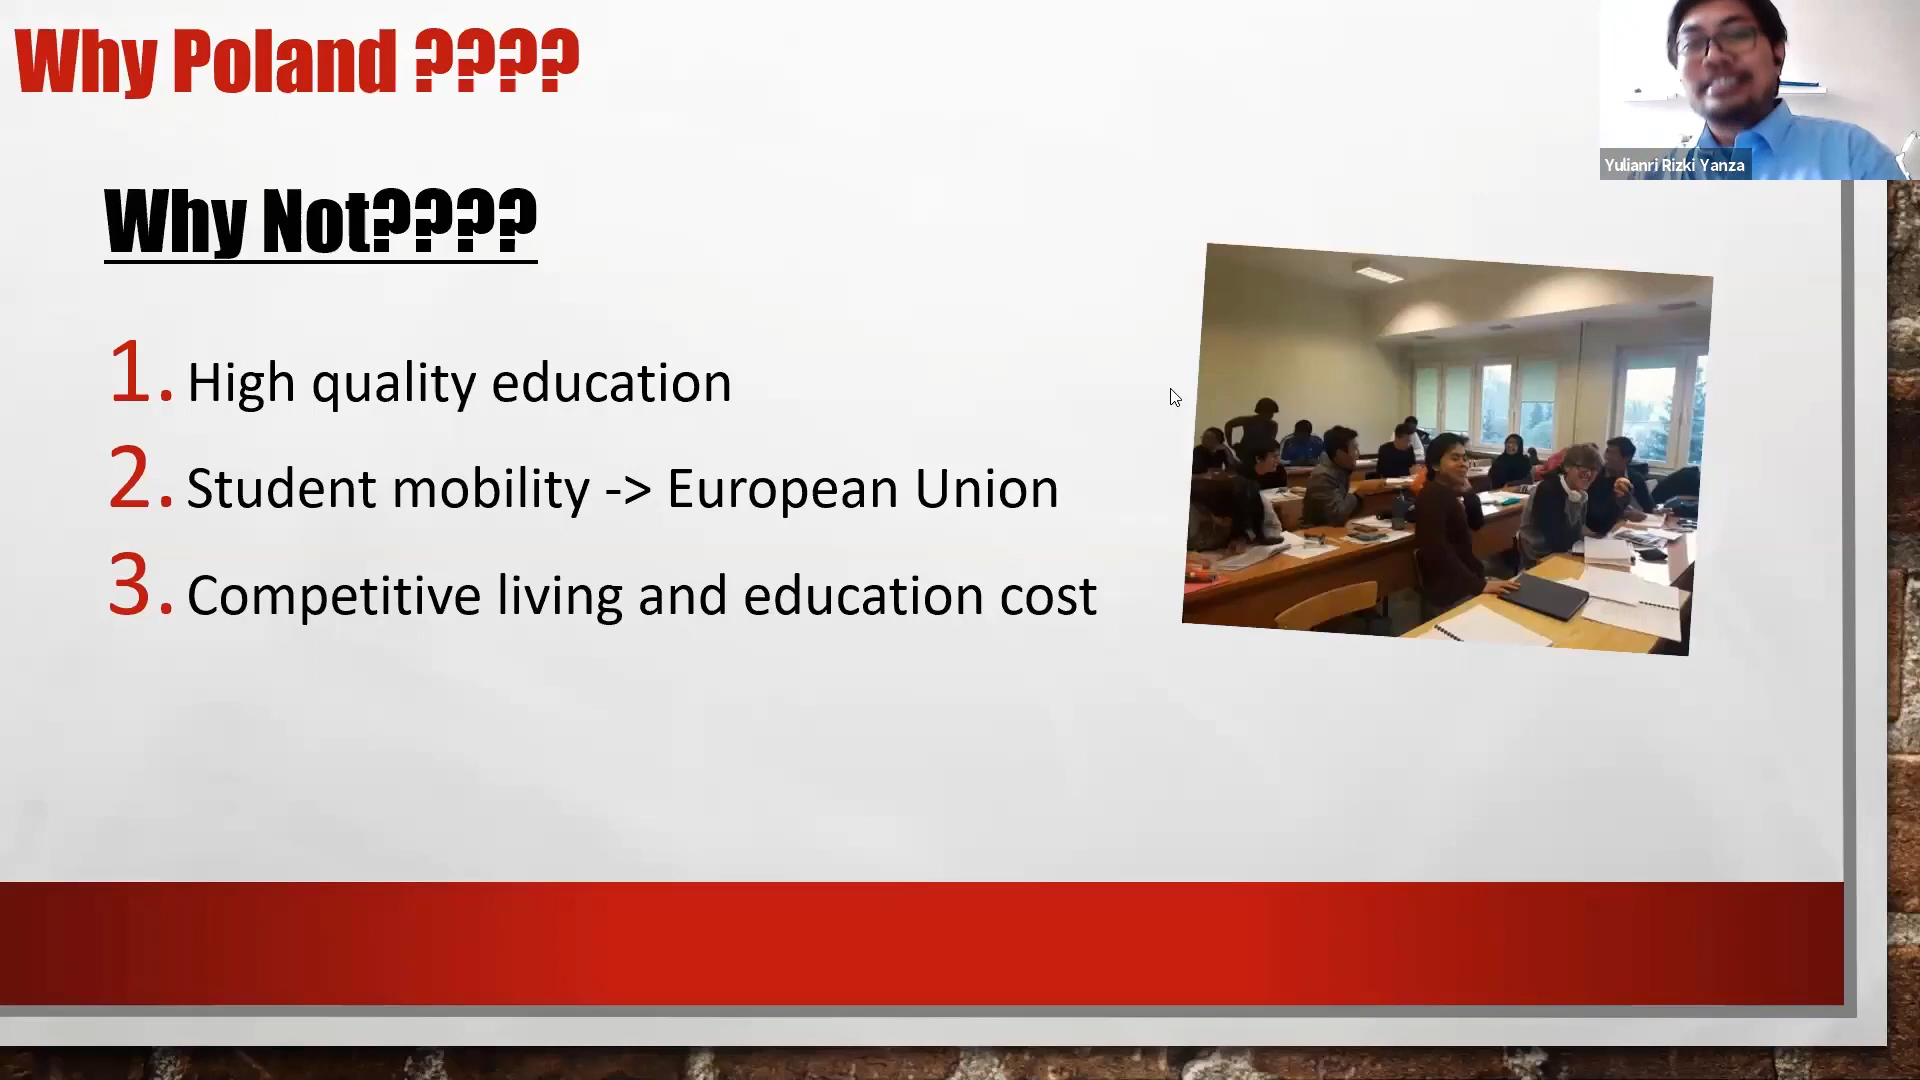 Why Poland ????
Yulianri Rizki Yanza
Why Not????
1. High quality education
2. Student mobility -> European Union
3. Competitive living and education cost